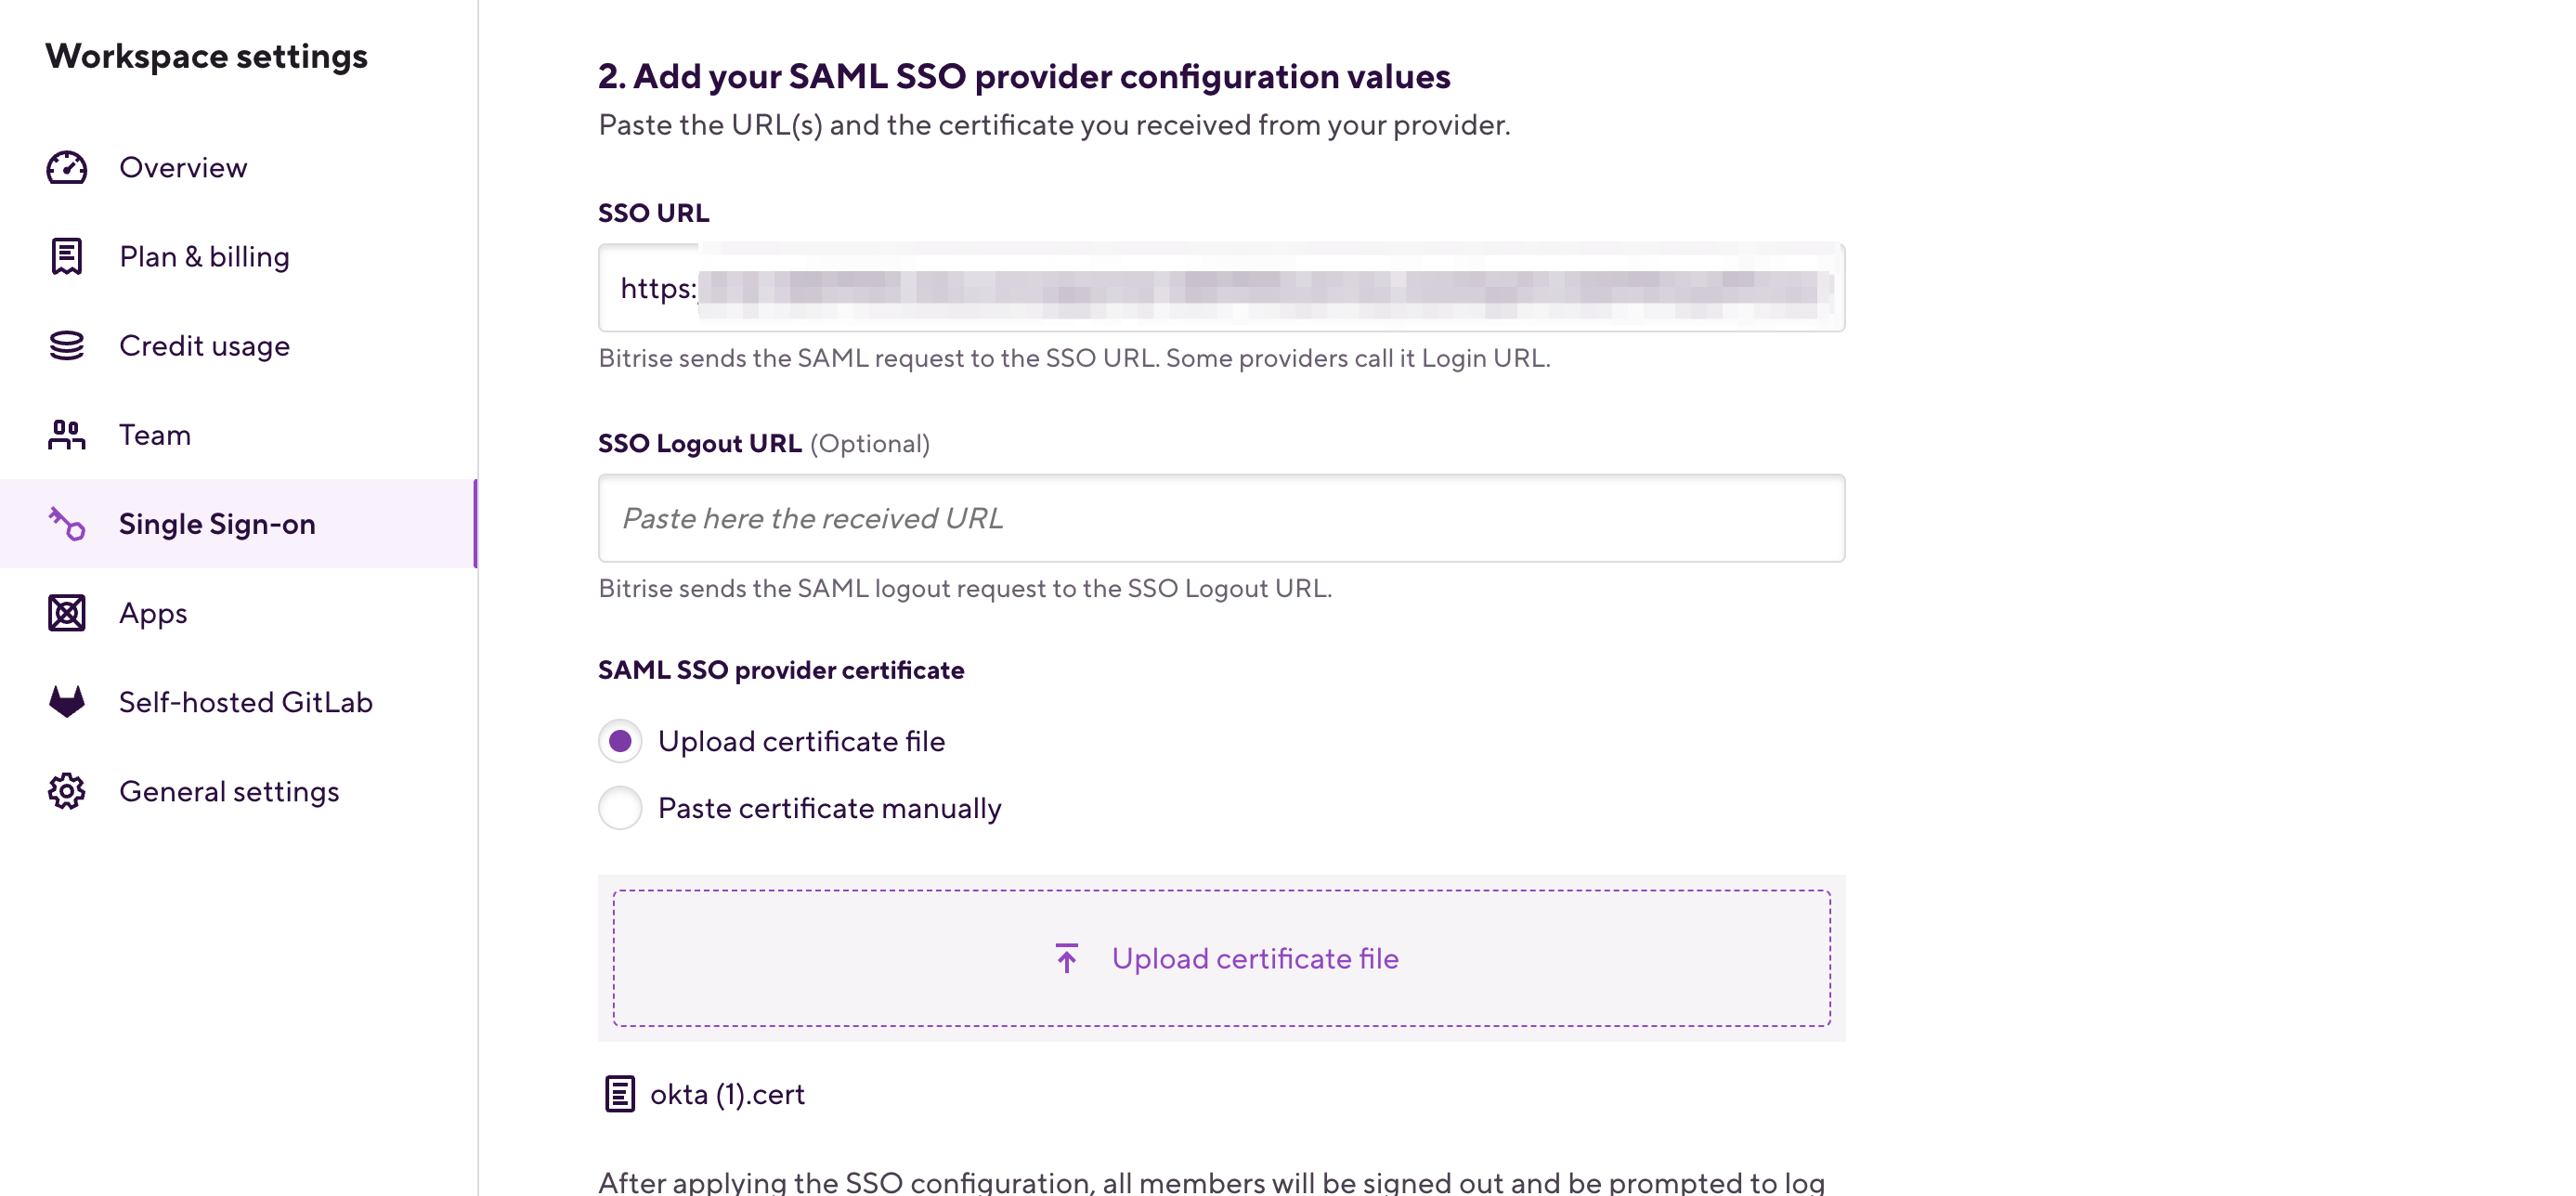 Workspace settings
Overview
Plan & billing
Credit usage
Team
Single Sign-on
Apps
Self-hosted GitLab
General settings
2. Add your SAML SSO provider configuration values
Paste the URL(s) and the certificate you received from your provider.
SSO URL
https:
Bitrise sends the SAML request to the SSO URL. Some providers call it Login URL.
SSO Logout URL (Optional)
Paste here the received URL
Bitrise sends the SAML logout request to the SSO Logout URL.
SAML SSO provider certificate
Upload certificate file
Paste certificate manually
Upload certificate file
okta (1).cert
After applying the SSO configuration, all members will be signed out and be prompted to log